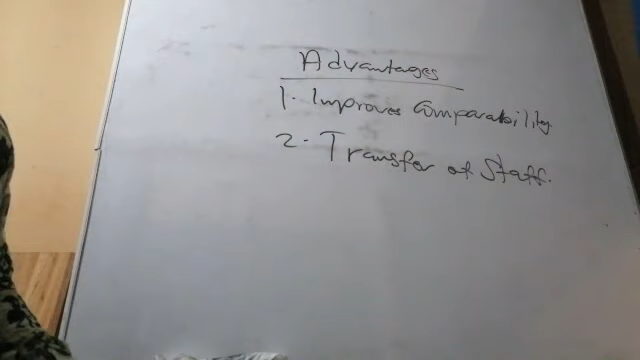 Advantages
1. Improves Comparability
2. Transfer of Staff.